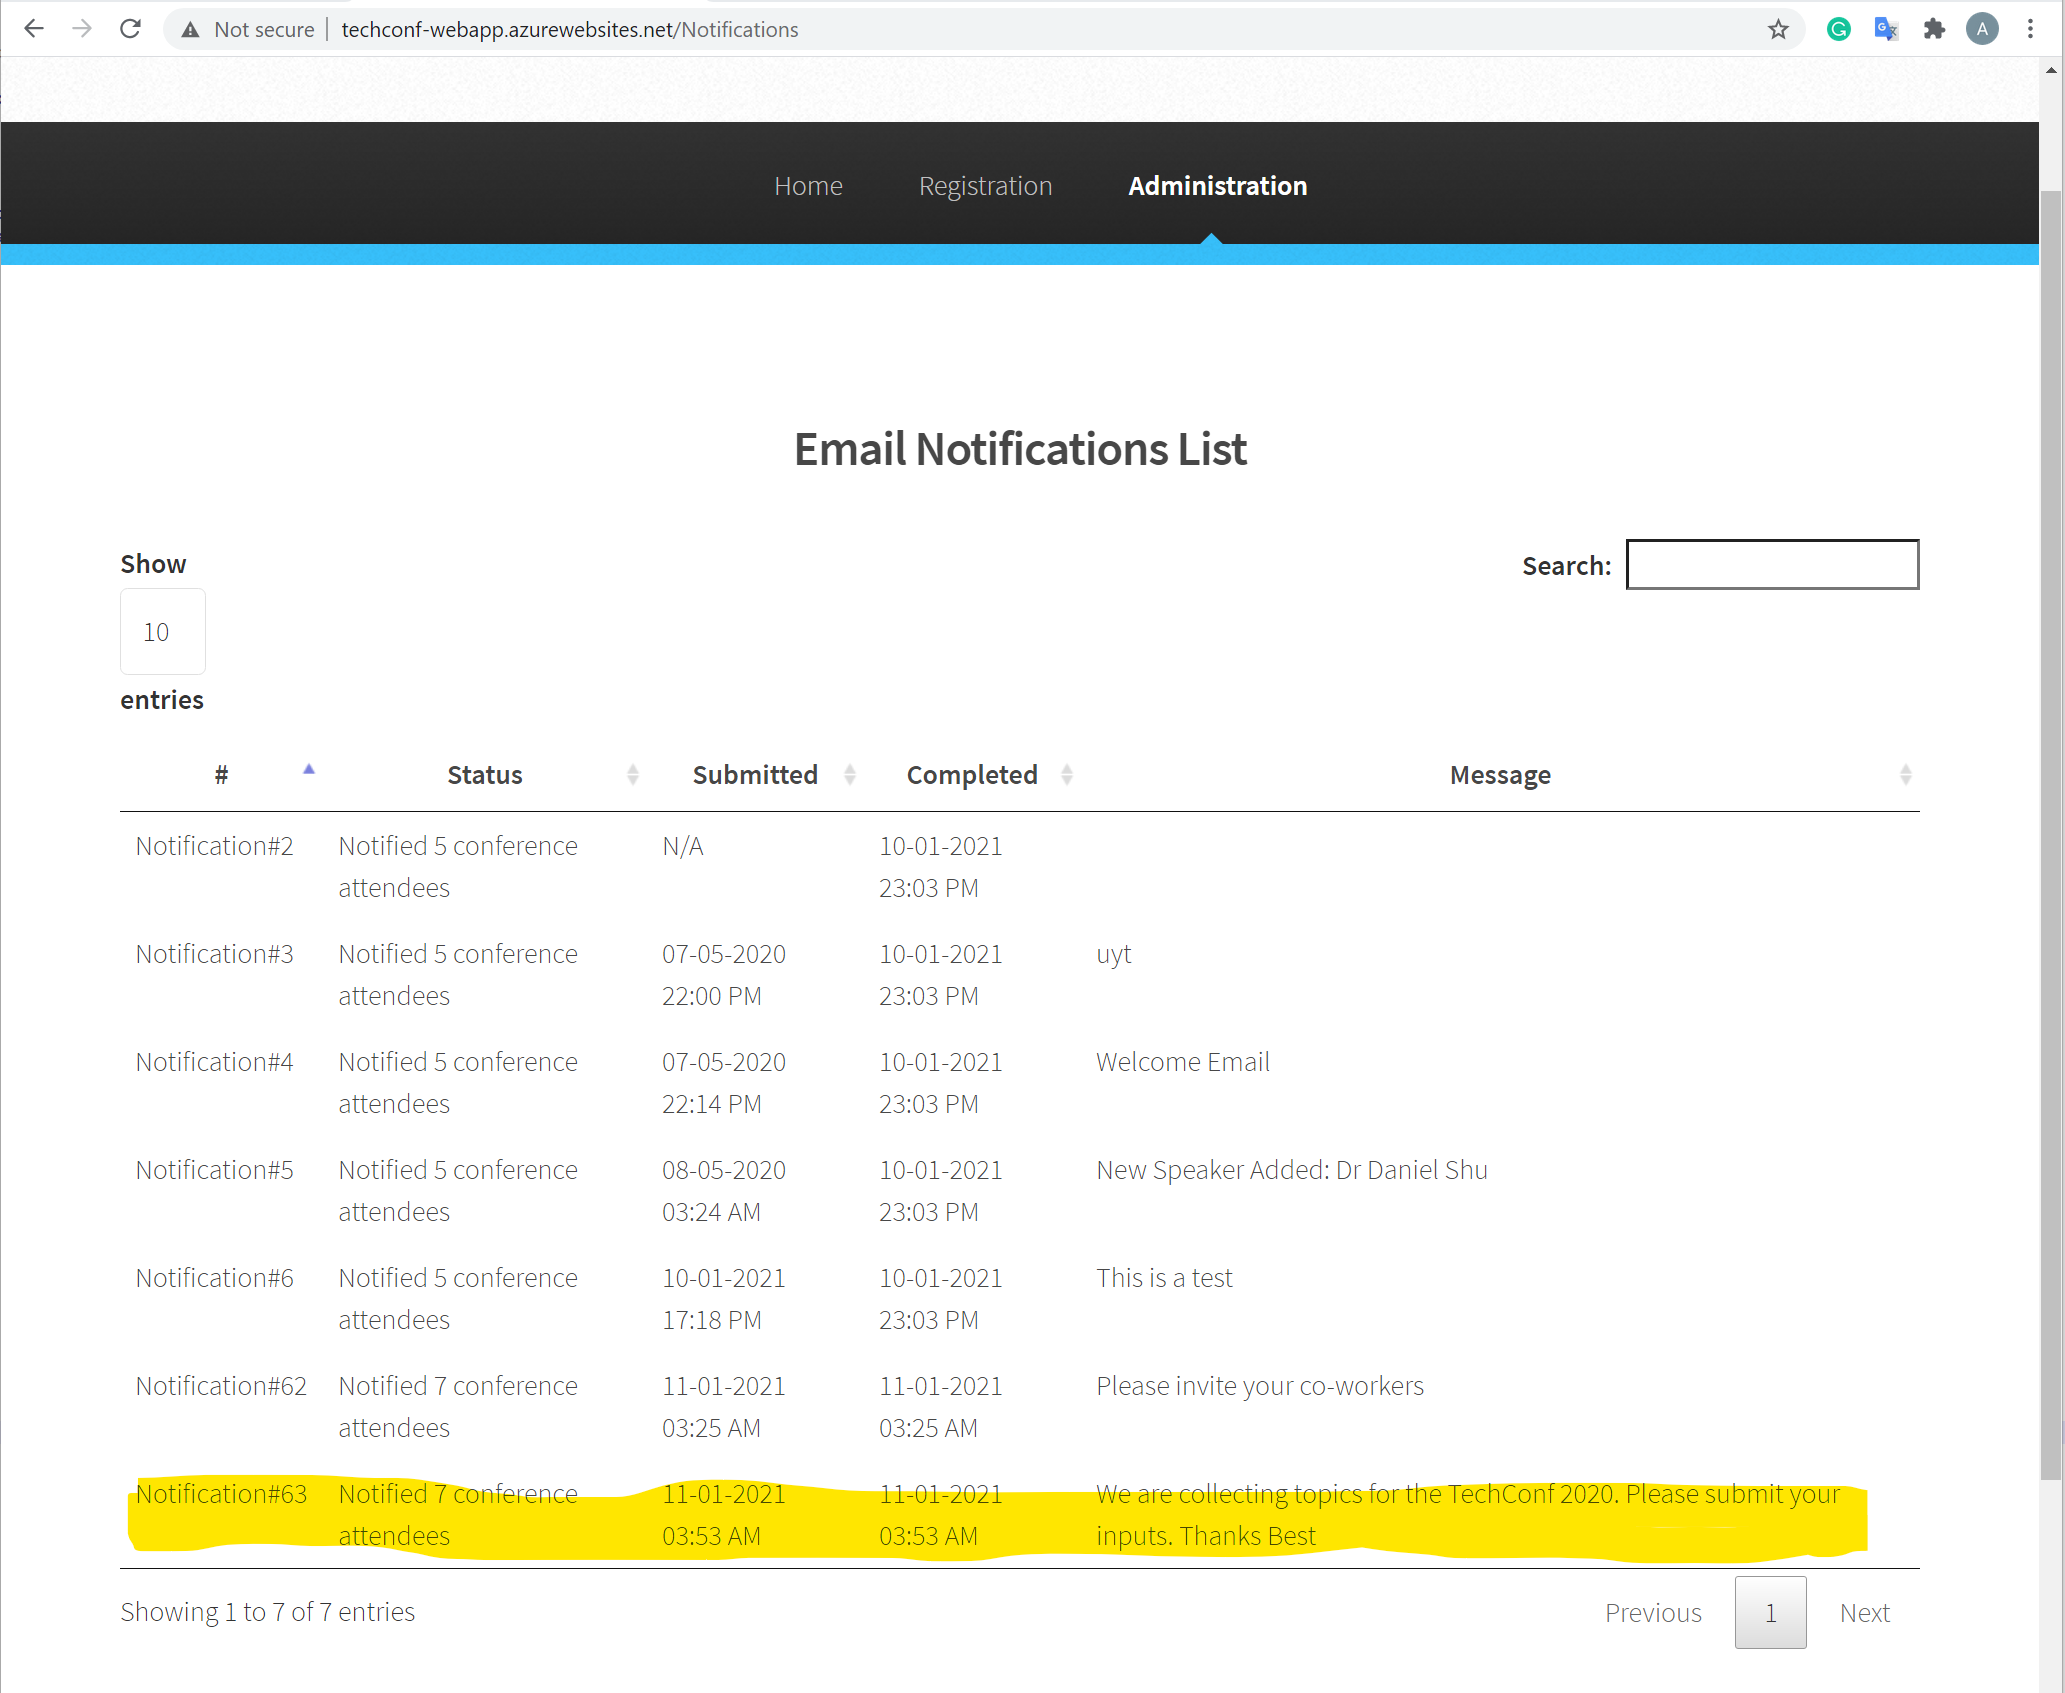 Not secure | techconf-webapp.azurewebsites.net/Notifications
A
Home Registration Administration
Email Notifications List
Show
10
entries
Search:
# Status Submitted Completed Message
Notification#2 Notified 5 conference N/A 10-01-2021
attendees 23:03 PM
Notification#3 Notified 5 conference 07-05-2020 10-01-2021 uyt
attendees 22:00 PM 23:03 PM
Notification#4 Notified 5 conference 07-05-2020 10-01-2021 Welcome Email
attendees 22:14 PM 23:03 PM
Notification#5 Notified 5 conference 08-05-2020 10-01-2021 New Speaker Added: Dr Daniel Shu
attendees 03:24 AM 23:03 PM
Notification#6 Notified 5 conference 10-01-2021 10-01-2021 This is a test
attendees 17:18 PM 23:03 PM
Notification#62 Notified 7 conference 11-01-2021 11-01-2021 Please invite your co-workers
attendees 03:25 AM 03:25 AM
Notification#63 Notified 7 conference 11-01-2021 11-01-2021 We are collecting topics for the TechConf 2020. Please submit your
attendees 03:53 AM 03:53 AM inputs. Thanks Best
Showing 1 to 7 of 7 entries Previous 1 Next